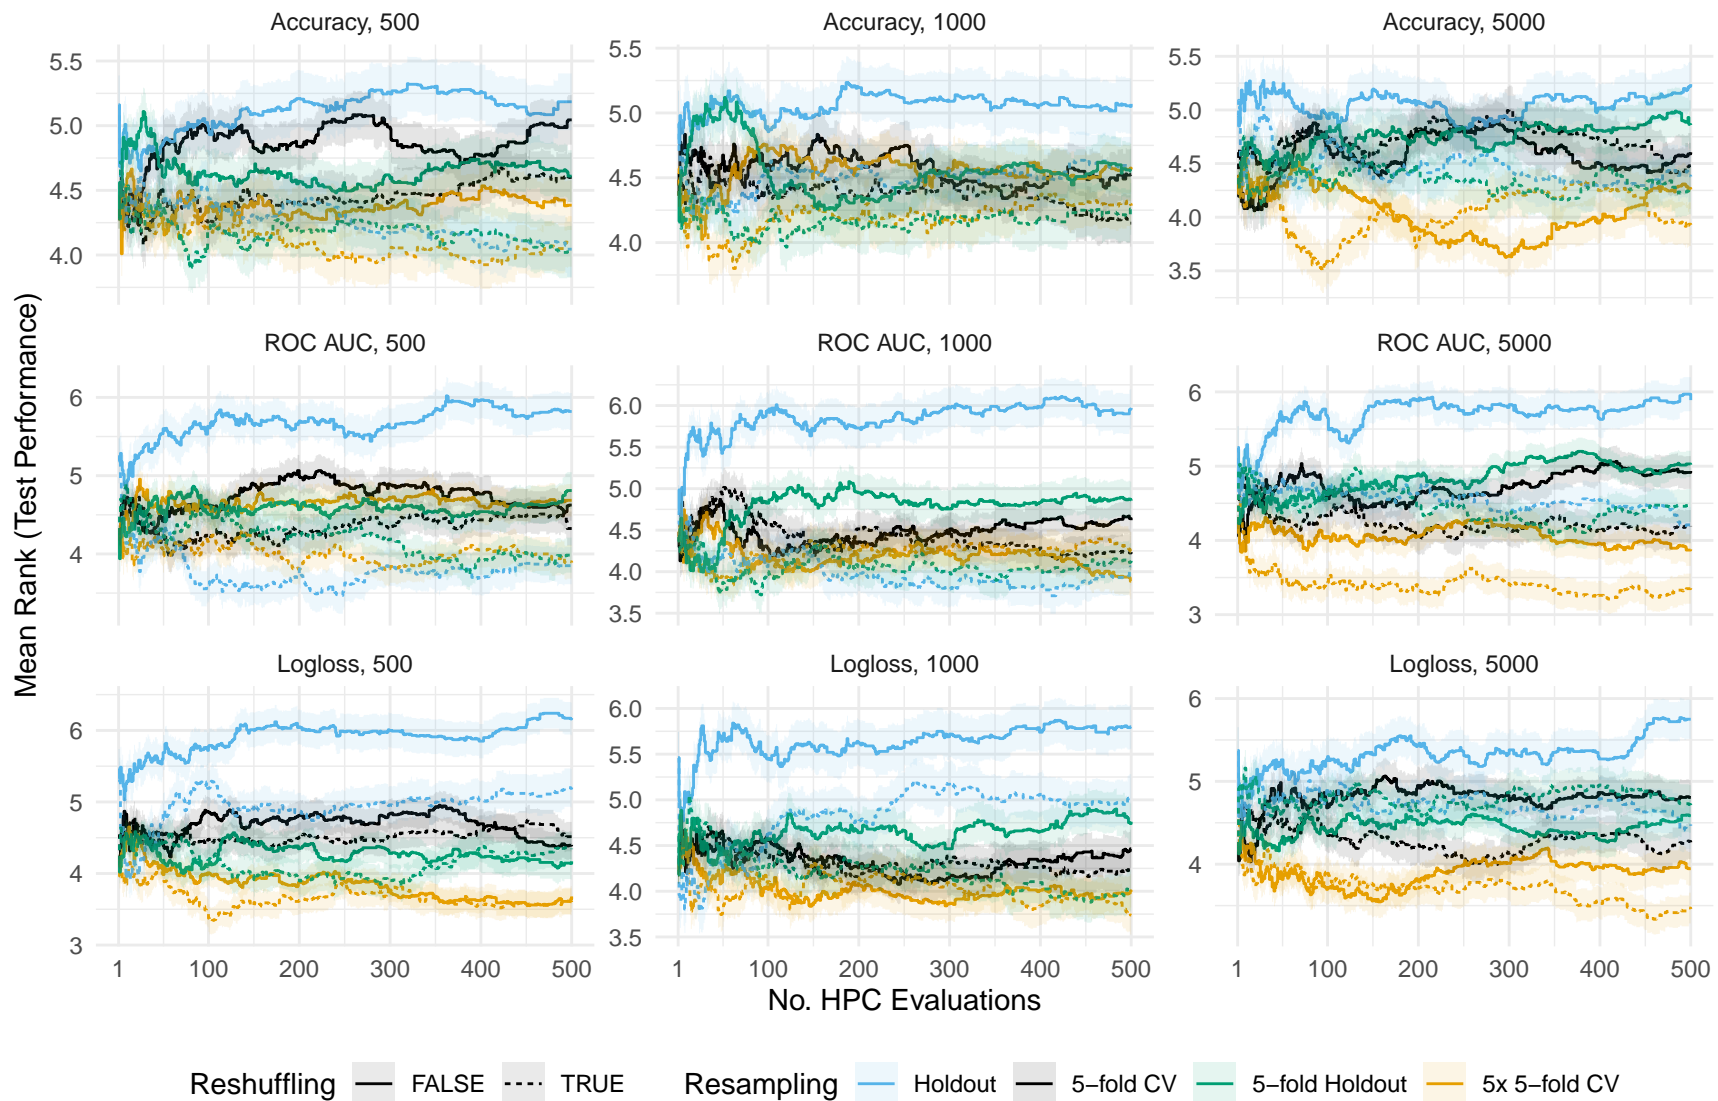 Accuracy, 500
Accuracy, 1000
Accuracy, 5000
5.5
5.0
4.5
4.0
5.5
5.0
4.5
4.0
5.5
5.0
4.5
4.0
3.5
ROC AUC, 500
ROC AUC, 1000
ROC AUC, 5000
6
5
4
6.0
5.5
5.0
4.5
4.0
3.5
6
5
4
3
Logloss, 500
Logloss, 1000
Logloss, 5000
6
5
4
3
6.0
5.5
5.0
4.5
4.0
3.5
6
5
4
1 100 200 300 400 500
1 100 200 300 400 500
1 100 200 300 400 500
Mean Rank (Test Performance)
No. HPC Evaluations
Reshuffling FALSE TRUE Resampling Holdout 5−fold CV 5−fold Holdout 5x 5−fold CV